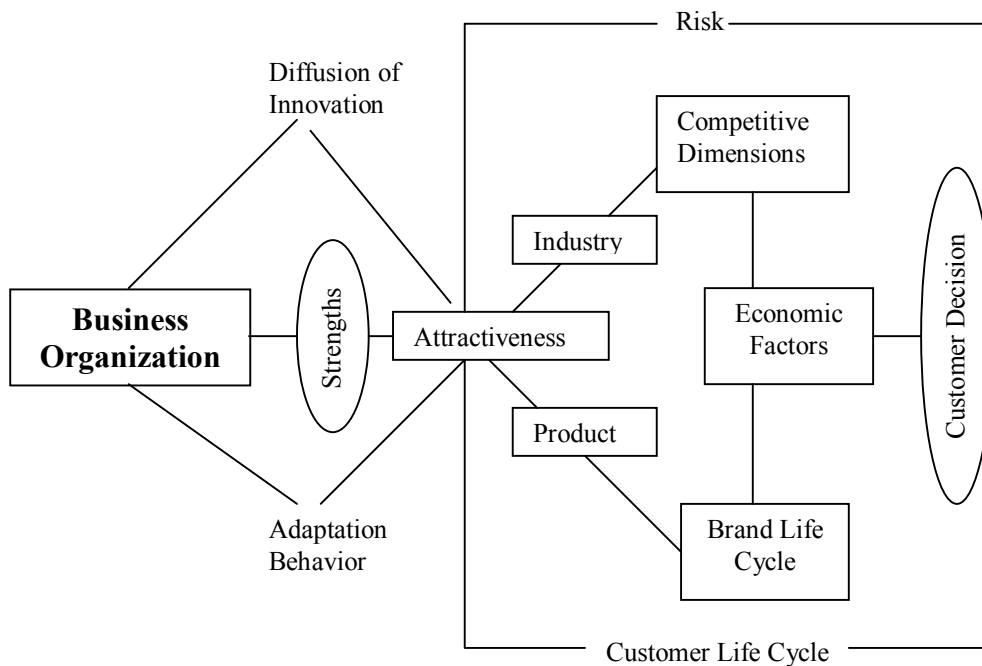 Risk
Diffusion of
Innovation
Competitive
Dimensions
Industry
Business
Organization
Strengths
Attractiveness
Economic
Factors
Customer Decision
Product
Adaptation
Behavior
Brand Life
Cycle
Customer Life Cycle